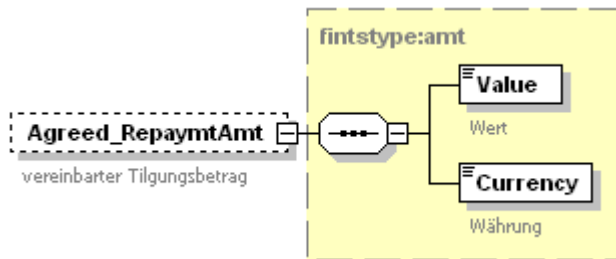 fintstype:amt
Value
Wert
Agreed_RepaymtAmt
vereinbarter Tilgungsbetrag
Currency
Währung